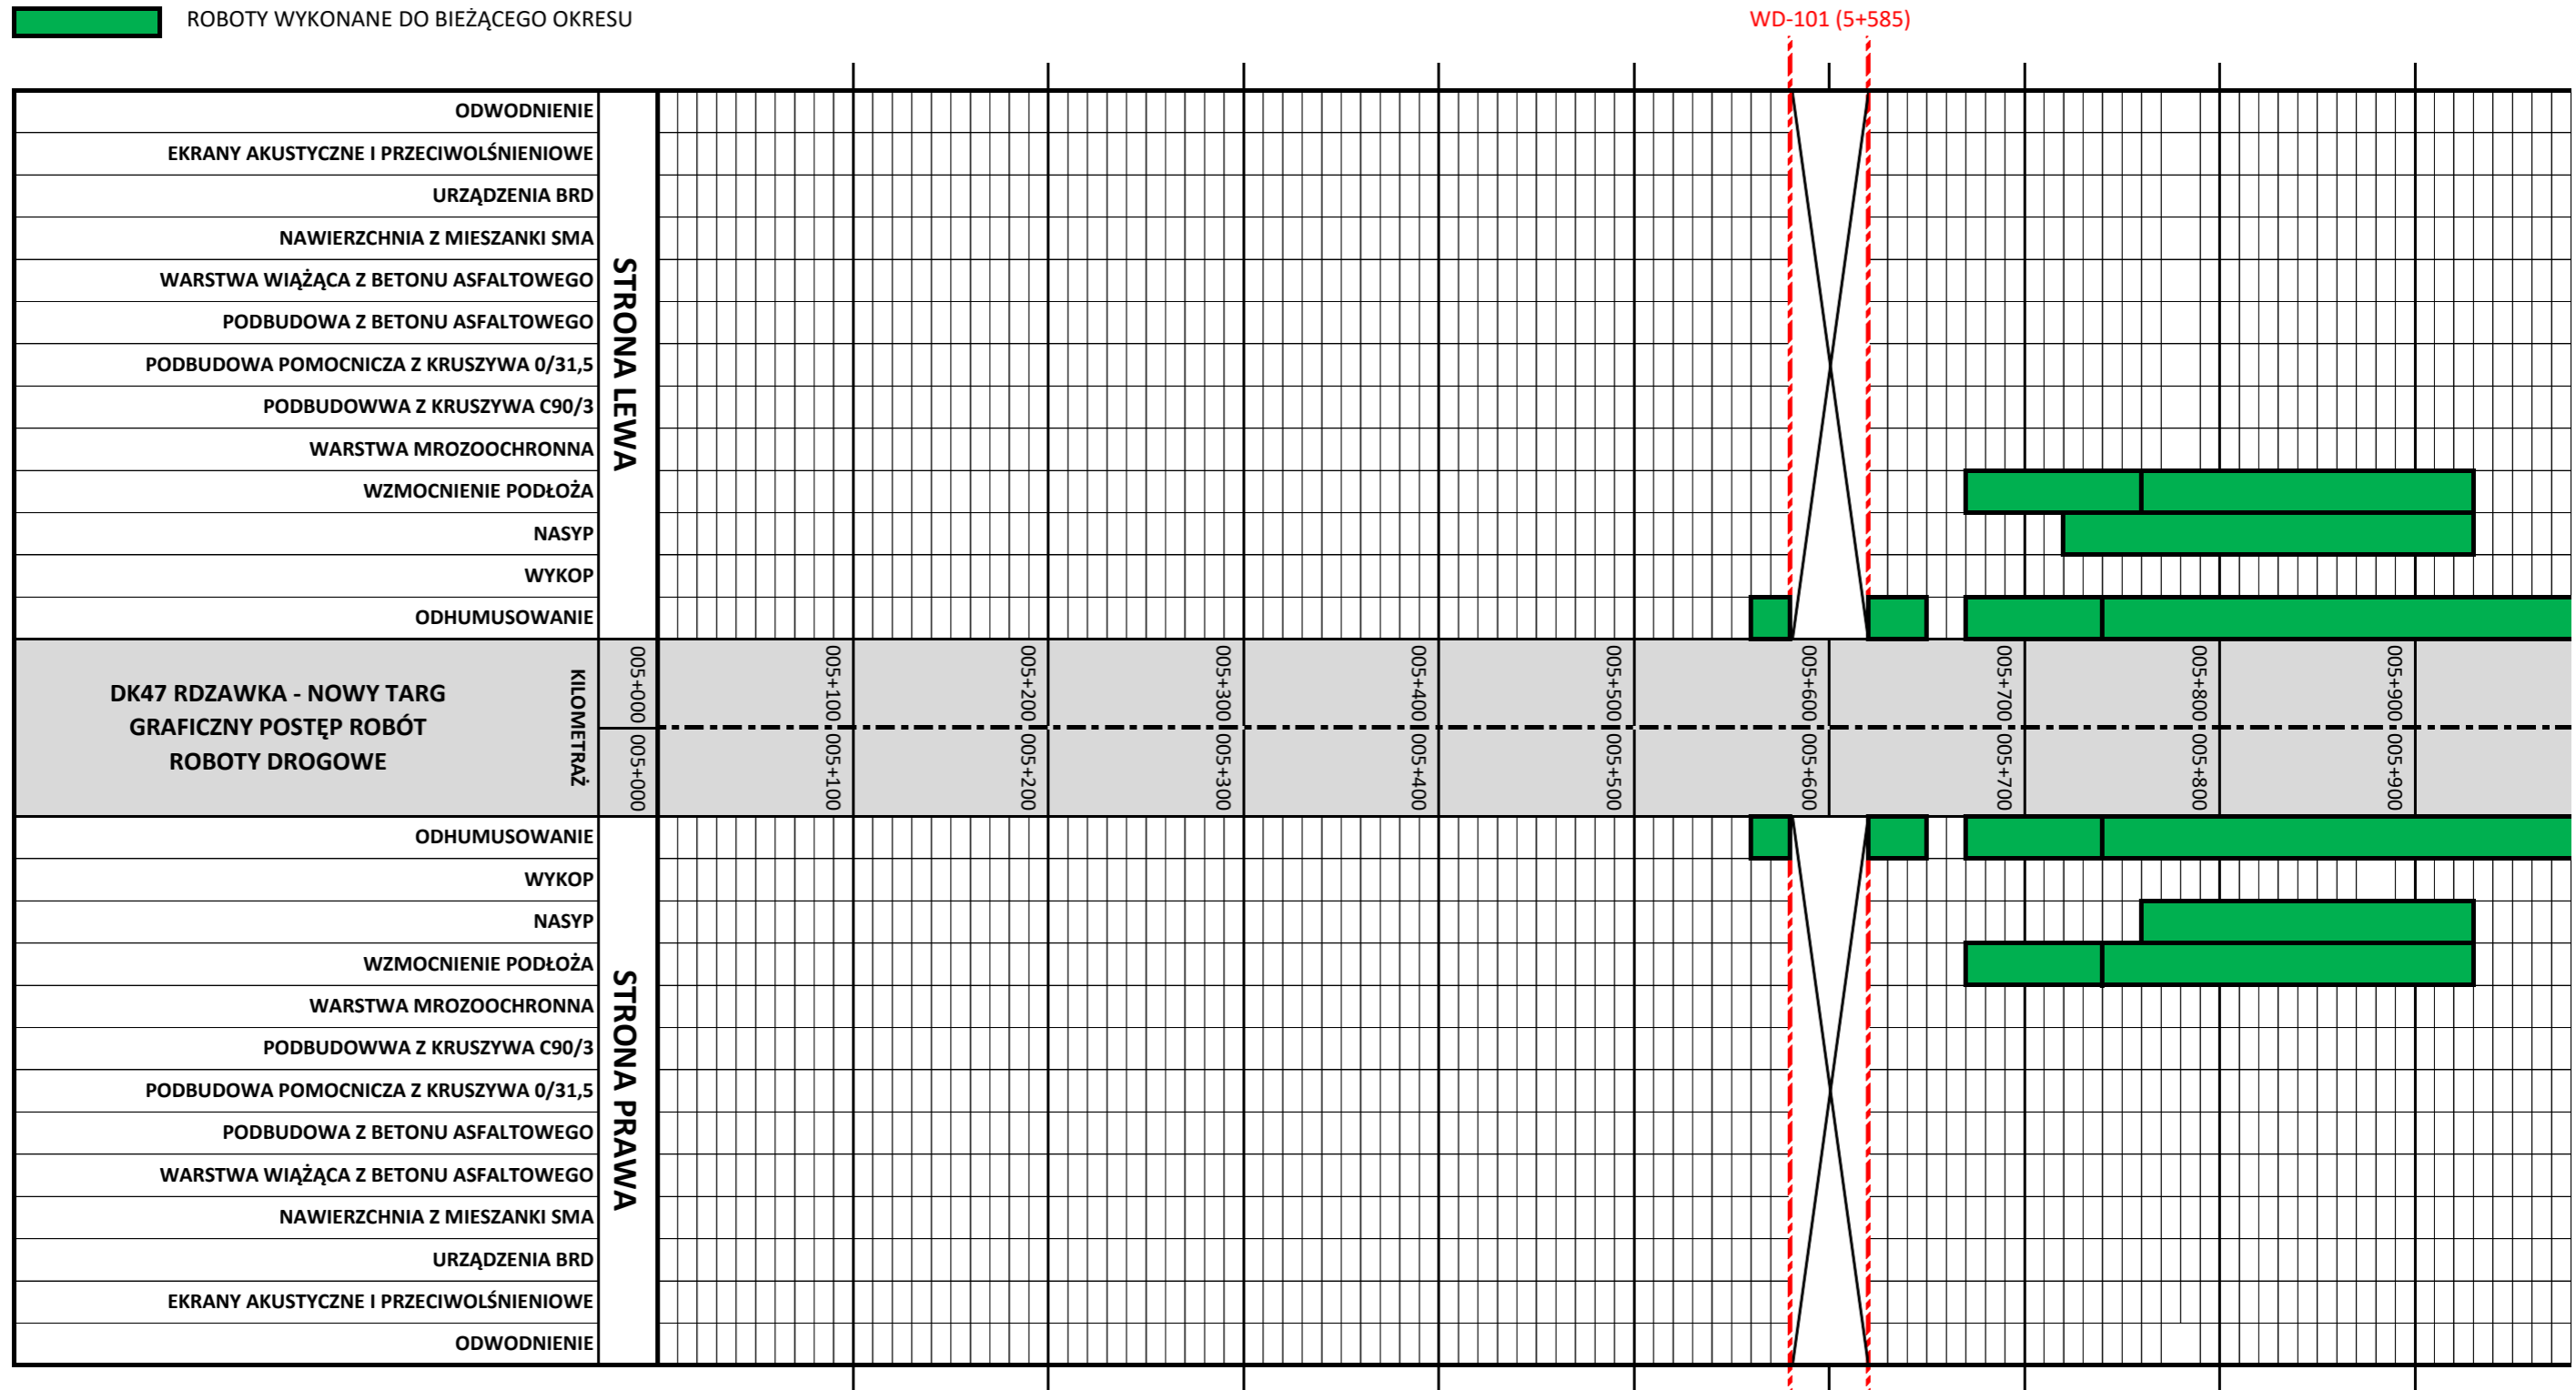 ROBOTY WYKONANE DO BIEŻĄCEGO OKRESU
WD-101 (5+585)
ODWODNIENIE
EKRANY AKUSTYCZNE I PRZECIWOLŚNIENIOWE
URZĄDZENIA BRD
NAWIERZCHNIA Z MIESZANKI SMA
WARSTWA WIĄŻĄCA Z BETONU ASFALTOWEGO
PODBUDOWA Z BETONU ASFALTOWEGO
PODBUDOWA POMOCNICZA Z KRUSZYWA 0/31,5
PODBUDOWWA Z KRUSZYWA C90/3
WARSTWA MROZOOCHRONNA
WZMOCNIENIE PODŁOŻA
NASYP
WYKOP
ODHUMUSOWANIE
STRONA LEWA
DK47 RDZAWKA - NOWY TARG
GRAFICZNY POSTĘP ROBÓT
ROBOTY DROGOWE
KILOMETRAŻ
005+000
005+100
005+200
005+300
005+400
005+500
005+600
005+700
005+800
005+900
005+000
005+100
005+200
005+300
005+400
005+500
005+600
005+700
005+800
005+900
ODHUMUSOWANIE
WYKOP
NASYP
WZMOCNIENIE PODŁOŻA
WARSTWA MROZOOCHRONNA
PODBUDOWWA Z KRUSZYWA C90/3
PODBUDOWA POMOCNICZA Z KRUSZYWA 0/31,5
PODBUDOWA Z BETONU ASFALTOWEGO
WARSTWA WIĄŻĄCA Z BETONU ASFALTOWEGO
NAWIERZCHNIA Z MIESZANKI SMA
URZĄDZENIA BRD
EKRANY AKUSTYCZNE I PRZECIWOLŚNIENIOWE
ODWODNIENIE
STRONA PRAWA